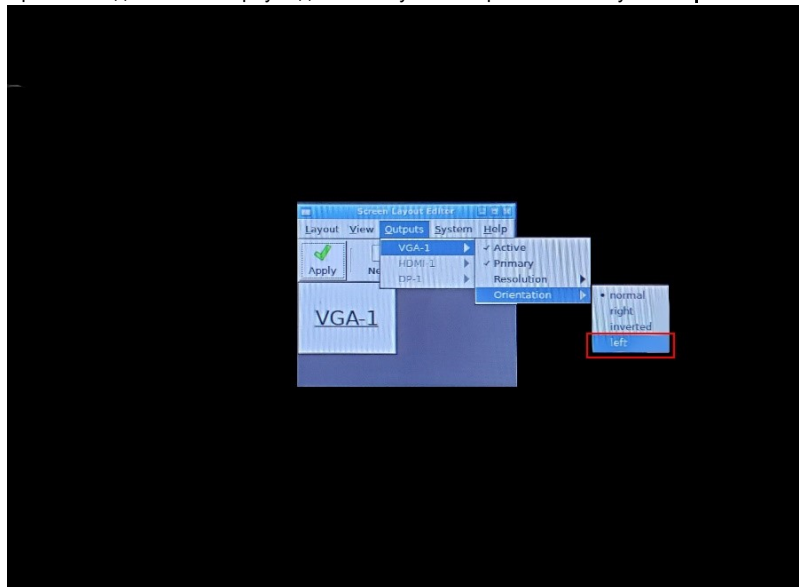 Screen Layout Editor
Layout View Outputs System Help
VGA-1
✓ Active
Apply
Ne
HDMI-1
✓ Primary
DP-1
Resolution
Orientation
• normal
VGA-1
right
inverted
left